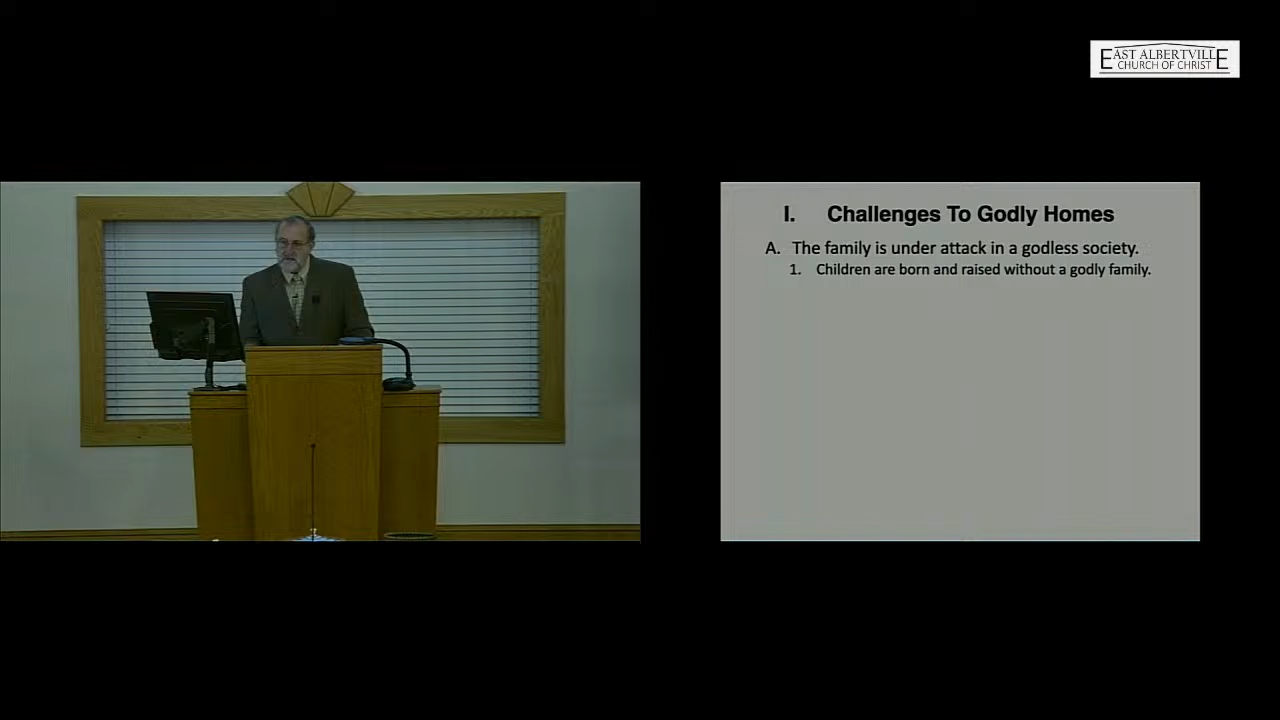 EAST ALBERTVILLE
CHURCH OF CHRIST
I. Challenges To Godly Homes
A. The family is under attack in a godless society.
1. Children are born and raised without a godly family.